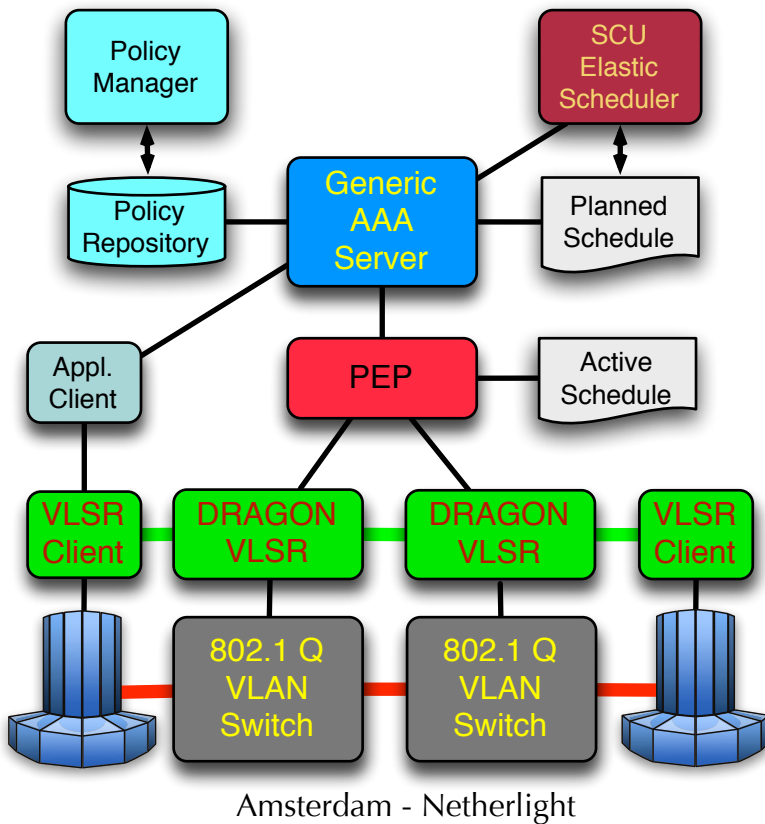 Policy
Manager
SCU
Elastic
Scheduler
Policy
Repository
Generic
AAA
Server
Planned
Schedule
Appl.
Client
PEP
Active
Schedule
VLSR
Client
DRAGON
VLSR
DRAGON
VLSR
VLSR
Client
802.1 Q
VLAN
Switch
802.1 Q
VLAN
Switch
Amsterdam - Netherlight